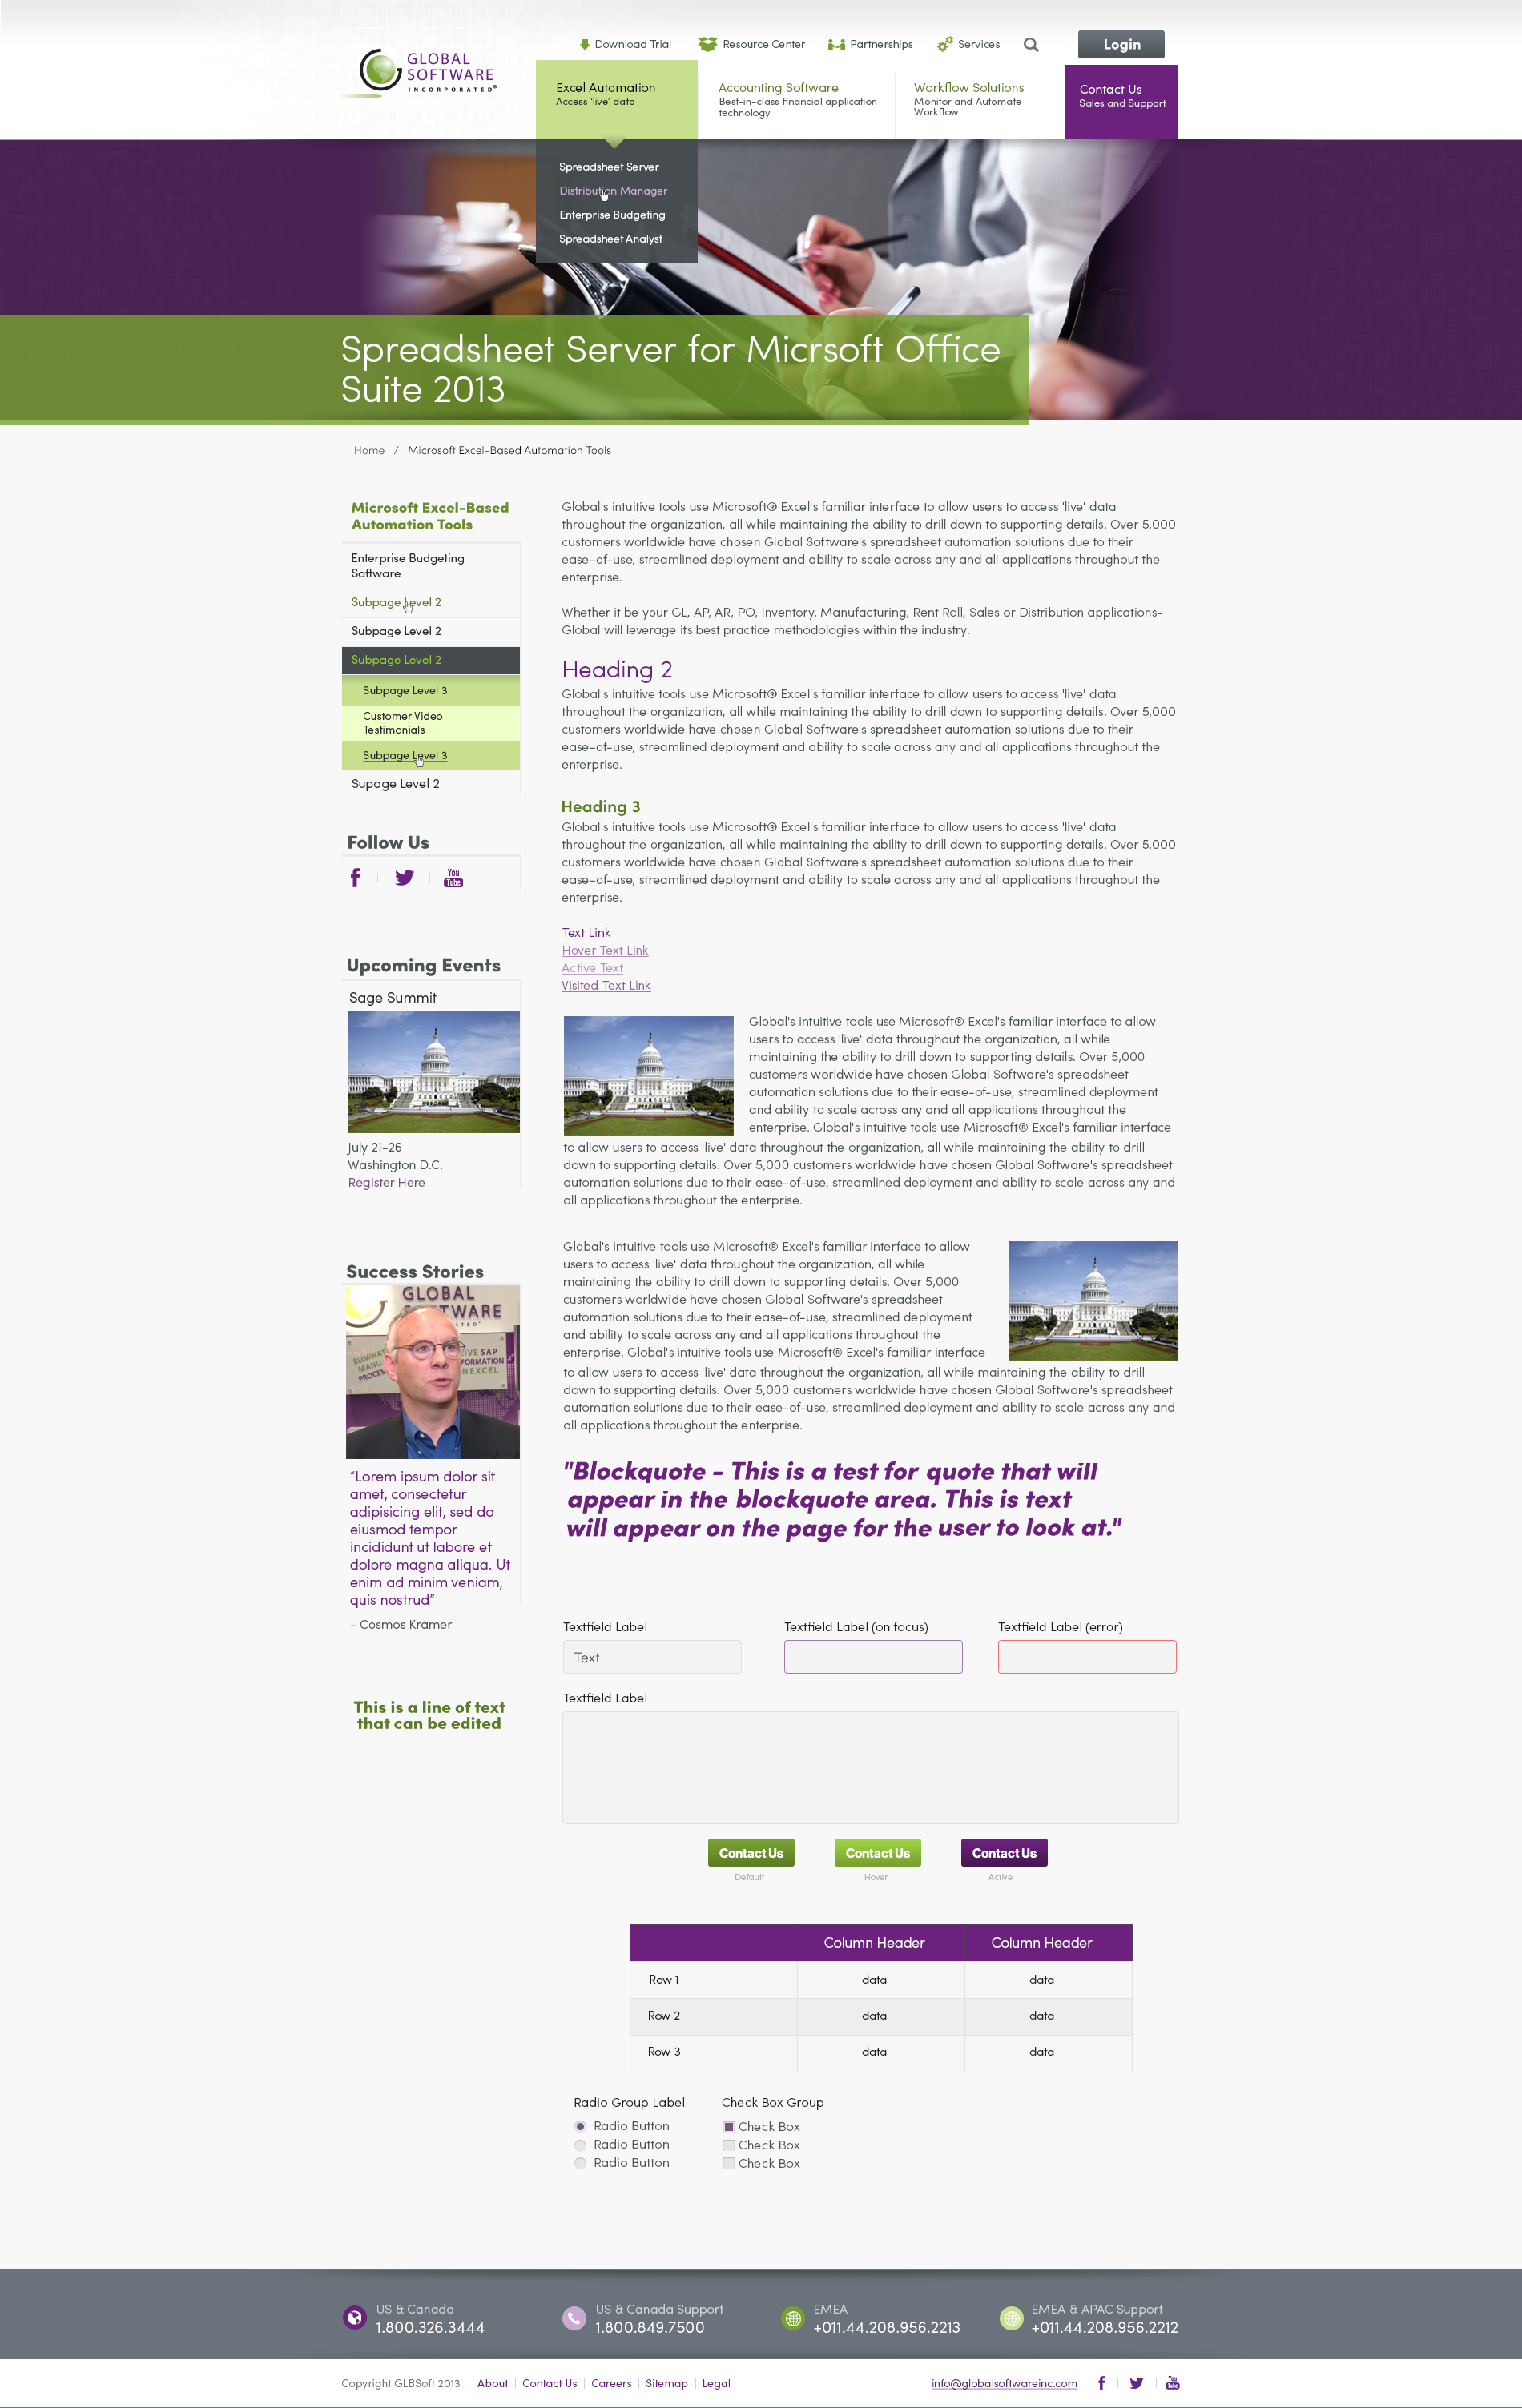 Download Trial
Resource Center
Partnerships
Services
Login
GLOBAL
SOFTWARE
INCORPORATED®
Excel Automation
Access 'live' data
Accounting Software
Best-in-class financial application
technology
Workflow Solutions
Monitor and Automate
Workflow
Contact Us
Sales and Support
Spreadsheet Server
Distribution Manager
Enterprise Budgeting
Spreadsheet Analyst
Spreadsheet Server for Micrsoft Office
Suite 2013
Home / Microsoft Excel-Based Automation Tools
Microsoft Excel-Based
Automation Tools
Enterprise Budgeting
Software
Subpage Level 2
Subpage Level 2
Subpage Level 2
Subpage Level 3
Customer Video
Testimonials
Subpage Level 3
Supage Level 2
Follow Us
You
Tube
Upcoming Events
Sage Summit
July 21-26
Washington D.C.
Register Here
Success Stories
GLOBAL
“Lorem ipsum dolor sit
amet, consectetur
adipisicing elit, sed do
eiusmod tempor
incididunt ut labore et
dolore magna aliqua. Ut
enim ad minim veniam,
quis nostrud”
- Cosmos Kramer
This is a line of text
that can be edited
Global's intuitive tools use Microsoft® Excel's familiar interface to allow users to access 'live' data
throughout the organization, all while maintaining the ability to drill down to supporting details. Over 5,000
customers worldwide have chosen Global Software's spreadsheet automation solutions due to their
ease-of-use, streamlined deployment and ability to scale across any and all applications throughout the
enterprise.
Whether it be your GL, AP, AR, PO, Inventory, Manufacturing, Rent Roll, Sales or Distribution applications-
Global will leverage its best practice methodologies within the industry.
Heading 2
Global's intuitive tools use Microsoft® Excel's familiar interface to allow users to access 'live' data
throughout the organization, all while maintaining the ability to drill down to supporting details. Over 5,000
customers worldwide have chosen Global Software's spreadsheet automation solutions due to their
ease-of-use, streamlined deployment and ability to scale across any and all applications throughout the
enterprise.
Heading 3
Global's intuitive tools use Microsoft® Excel's familiar interface to allow users to access 'live' data
throughout the organization, all while maintaining the ability to drill down to supporting details. Over 5,000
customers worldwide have chosen Global Software's spreadsheet automation solutions due to their
ease-of-use, streamlined deployment and ability to scale across any and all applications throughout the
enterprise.
Text Link
Hover Text Link
Active Text
Visited Text Link
Global's intuitive tools use Microsoft® Excel's familiar interface to allow
users to access 'live' data throughout the organization, all while
maintaining the ability to drill down to supporting details. Over 5,000
customers worldwide have chosen Global Software's spreadsheet
automation solutions due to their ease-of-use, streamlined deployment
and ability to scale across any and all applications throughout the
enterprise. Global's intuitive tools use Microsoft® Excel's familiar interface
to allow users to access 'live' data throughout the organization, all while maintaining the ability to drill
down to supporting details. Over 5,000 customers worldwide have chosen Global Software's spreadsheet
automation solutions due to their ease-of-use, streamlined deployment and ability to scale across any and
all applications throughout the enterprise.
Global's intuitive tools use Microsoft® Excel's familiar interface to allow
users to access 'live' data throughout the organization, all while
maintaining the ability to drill down to supporting details. Over 5,000
customers worldwide have chosen Global Software's spreadsheet
automation solutions due to their ease-of-use, streamlined deployment
and ability to scale across any and all applications throughout the
enterprise. Global's intuitive tools use Microsoft® Excel's familiar interface
to allow users to access 'live' data throughout the organization, all while maintaining the ability to drill
down to supporting details. Over 5,000 customers worldwide have chosen Global Software's spreadsheet
automation solutions due to their ease-of-use, streamlined deployment and ability to scale across any and
all applications throughout the enterprise.
"Blockquote - This is a test for quote that will
appear in the blockquote area. This is text
will appear on the page for the user to look at."
Textfield Label
Textfield Label (on focus)
Textfield Label (error)
Text
Textfield Label
Contact Us
Contact Us
Contact Us
Default
Hover
Active
Column Header Column Header
Row 1 data data
Row 2 data data
Row 3 data data
Radio Group Label
Radio Button
Radio Button
Radio Button
Check Box Group
Check Box
Check Box
Check Box
US & Canada
1.800.326.3444
US & Canada Support
1.800.849.7500
EMEA
+011.44.208.956.2213
EMEA & APAC Support
+011.44.208.956.2212
Copyright GLBSoft 2013 About | Contact Us | Careers | Sitemap | Legal
info@globalsoftwareinc.com
You
Tube